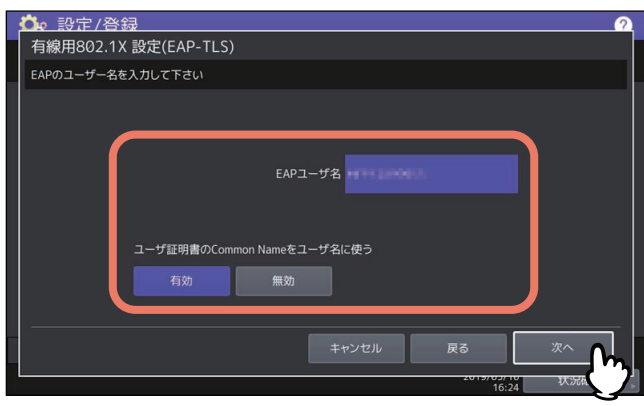 設定/登録
?
有線用802.1X 設定(EAP-TLS)
EAPのユーザー名を入力して下さい
EAPユーザ名
ユーザ証明書のCommon Nameをユーザ名に使う
有効 無効
キャンセル 戻る 次へ
16:24